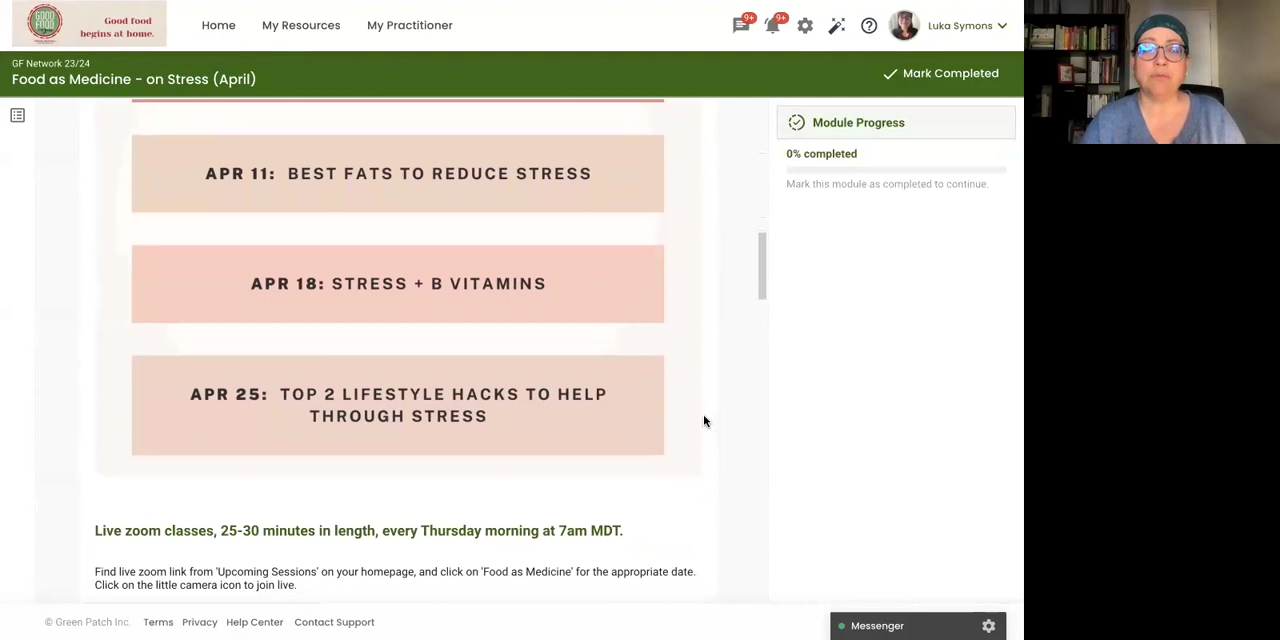 GOOD
FOOD
Good food
begins at home.
Home
My Resources
My Practitioner
9+
9+
Luka Symons
GF Network 23/24
Food as Medicine - on Stress (April)
Mark Completed
Module Progress
0% completed
Mark this module as completed to continue.
APR 11: BEST FATS TO REDUCE STRESS
APR 18: STRESS + B VITAMINS
APR 25: TOP 2 LIFESTYLE HACKS TO HELP
THROUGH STRESS
Live zoom classes, 25-30 minutes in length, every Thursday morning at 7am MDT.
Find live zoom link from 'Upcoming Sessions' on your homepage, and click on 'Food as Medicine' for the appropriate date.
Click on the little camera icon to join live.
© Green Patch Inc.
Terms
Privacy
Help Center
Contact Support
Messenger